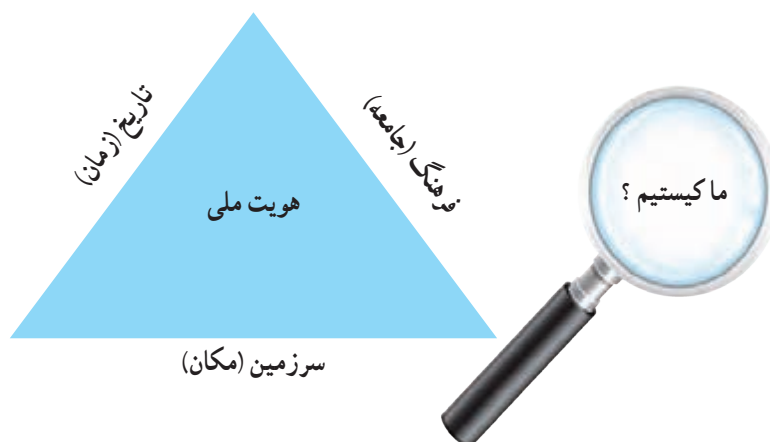 ما کیستیم ؟
فرهنگ (جامعه)
تاریخ (زمان)
هویت ملی
سرزمین (مکان)